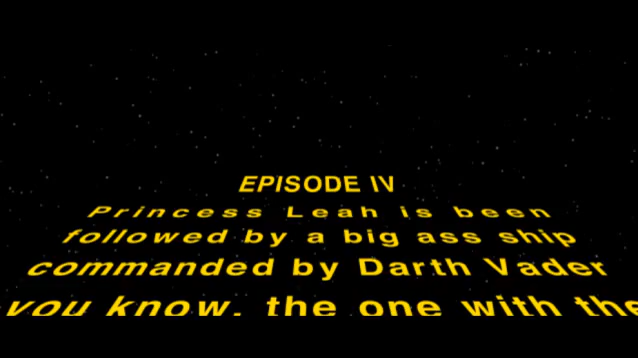 EPISODE IV
Princess Leah is been
followed by a big ass ship
commanded by Darth Vader
you know, the one with the